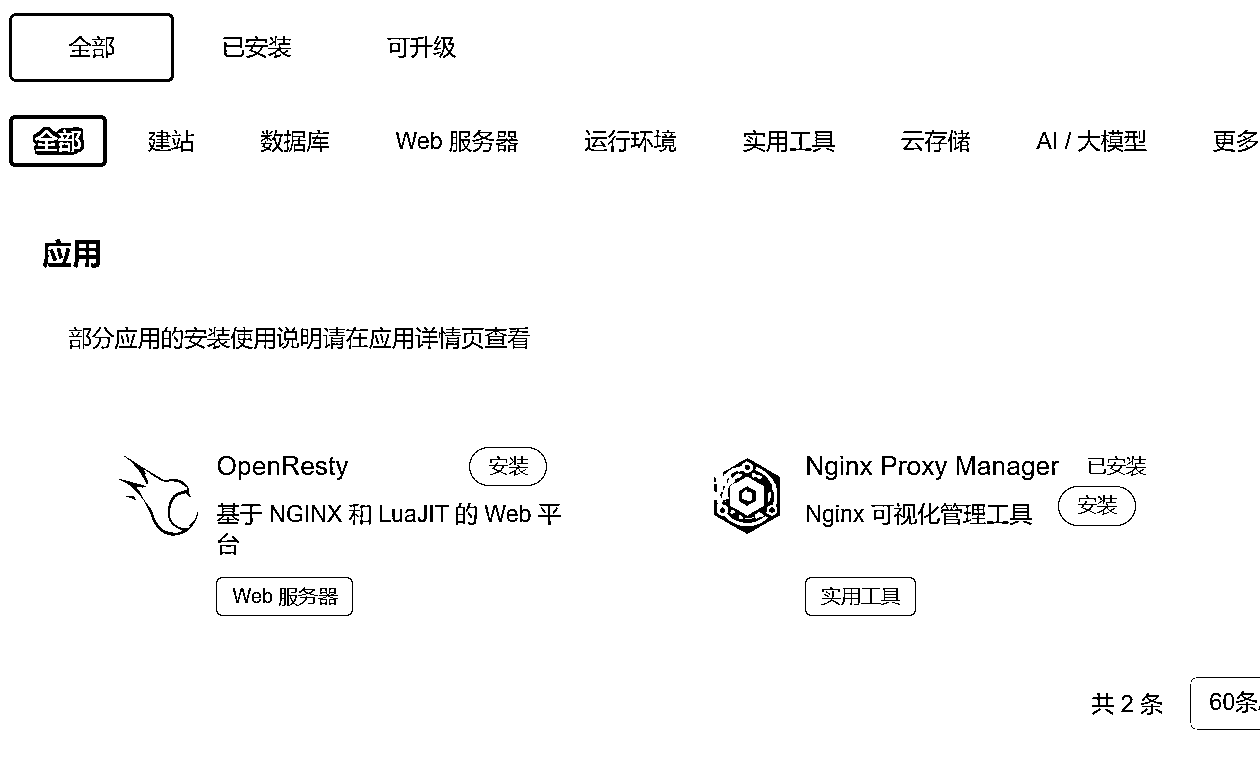 全部 已安装 可升级
全部 建站 数据库 Web 服务器 运行环境 实用工具 云存储 AI / 大模型 更多
应用
部分应用的安装使用说明请在应用详情页查看
OpenResty 安装
基于 NGINX 和 LuaJIT 的 Web 平
台
Web 服务器
Nginx Proxy Manager 已安装
Nginx 可视化管理工具 安装
实用工具
共 2 条 60条/